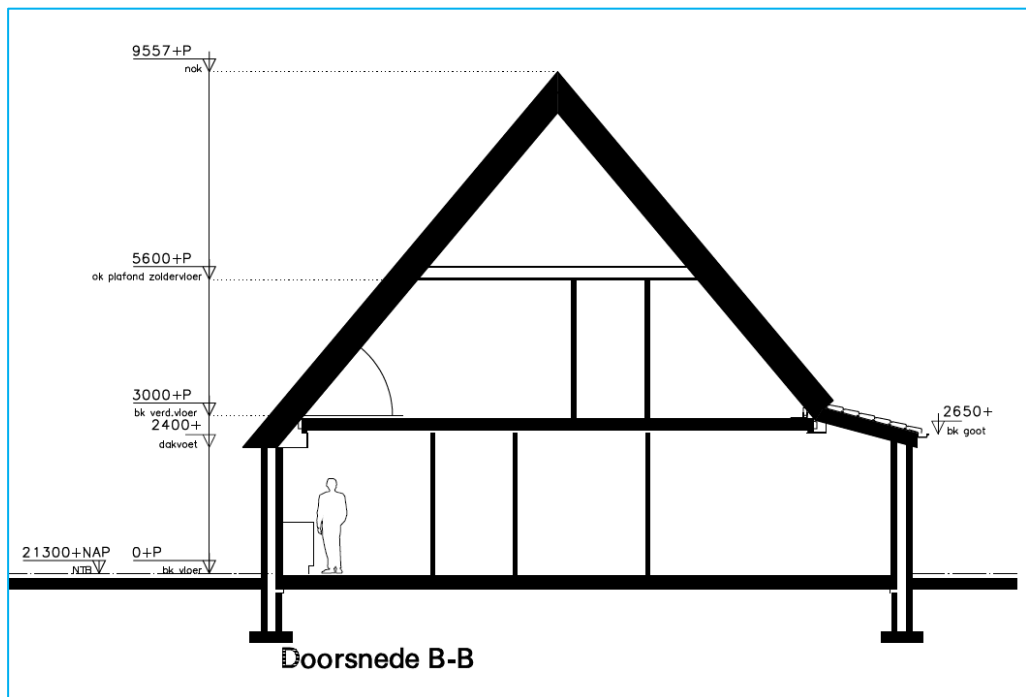 9557+P
nok
5600+P
ok plafond zoldervloer
3000+P
bk verd.vloer
2400+
dakvoet
2650+
bk goot
21300+NAP
NTB
0+P
bk vloer
Doorsnede B-B